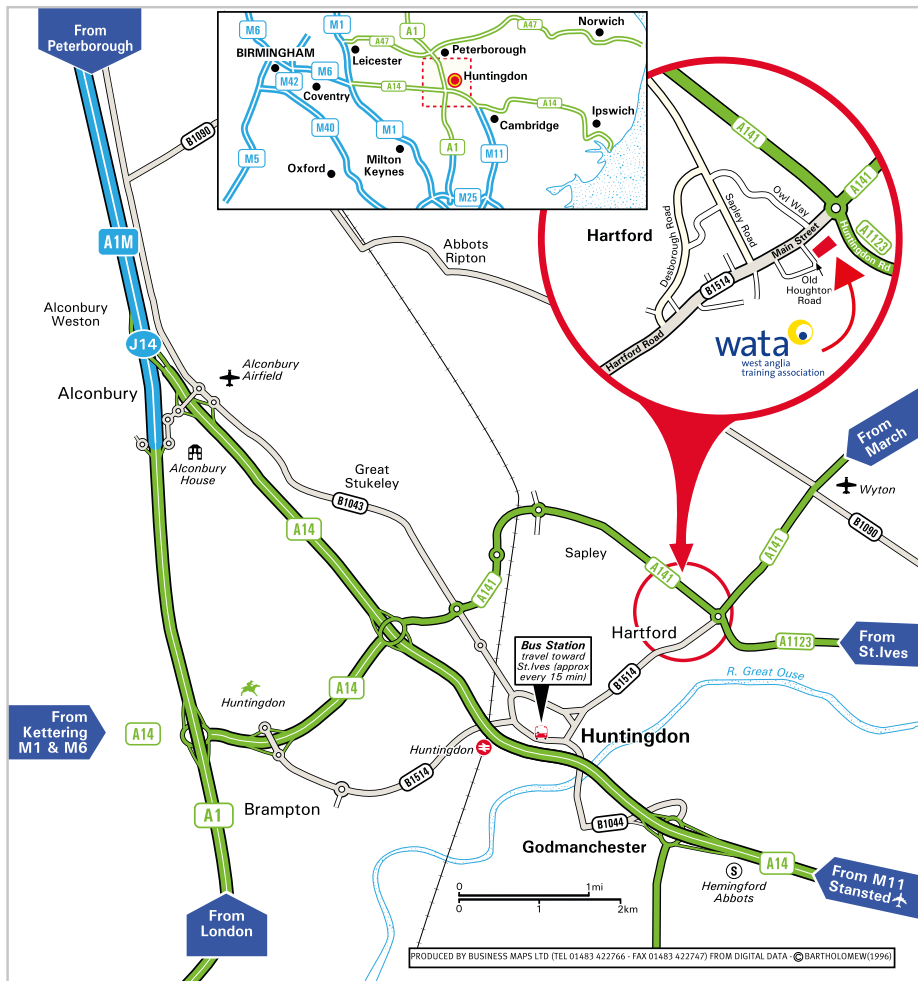 From
Peterborough
M6
M1
A1
A47
A47
Norwich
BIRMINGHAM
Leicester
Peterborough
M42
M6
Huntingdon
Coventry
A14
A14
Ipswich
M40
M1
Cambridge
M5
Oxford
Milton
Keynes
A1
M11
M25
B1090
A1M
Abbots
Ripton
Alconbury
Weston
J14
Alconbury
Airfield
Alconbury
Alconbury
House
Great
Stukeley
B1043
A14
A141
A141
A1123
Huntingdon Rd
Owl Way
Sapley Road
Desborough Road
Hartford
Main Street
B1514
Old
Houghton
Road
Hartford Road
wata
west anglia
training association
From
March
Wyton
B1090
A141
Sapley
A141
A141
Hartford
A1123
From
St.Ives
Bus Station
travel toward
St.Ives (approx
every 15 min)
B1514
R. Great Ouse
A14
Huntingdon
From
Kettering
M1 & M6
A14
Huntingdon
Huntingdon
B1514
Brampton
A1
B1044
Godmanchester
A14
From M11
Stansted
S
Hemingford
Abbots
From
London
0 1mi
0 1 2km
PRODUCED BY BUSINESS MAPS LTD (TEL 01483 422766 - FAX 01483 422747) FROM DIGITAL DATA - © BARTHOLOMEW(1996)